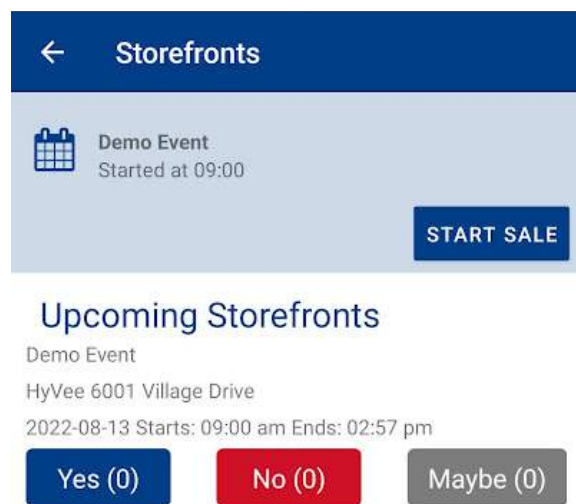 Storefronts
Demo Event
Started at 09:00
START SALE
Upcoming Storefronts
Demo Event
HyVee 6001 Village Drive
2022-08-13 Starts: 09:00 am Ends: 02:57 pm
Yes (0)
No (0)
Maybe (0)